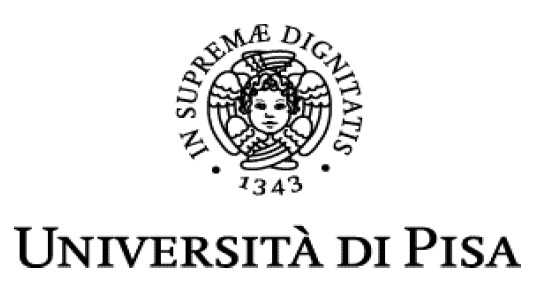 IN SUPREMÆ DIGNITATIS
• 1343 •
UNIVERSITÀ DI PISA